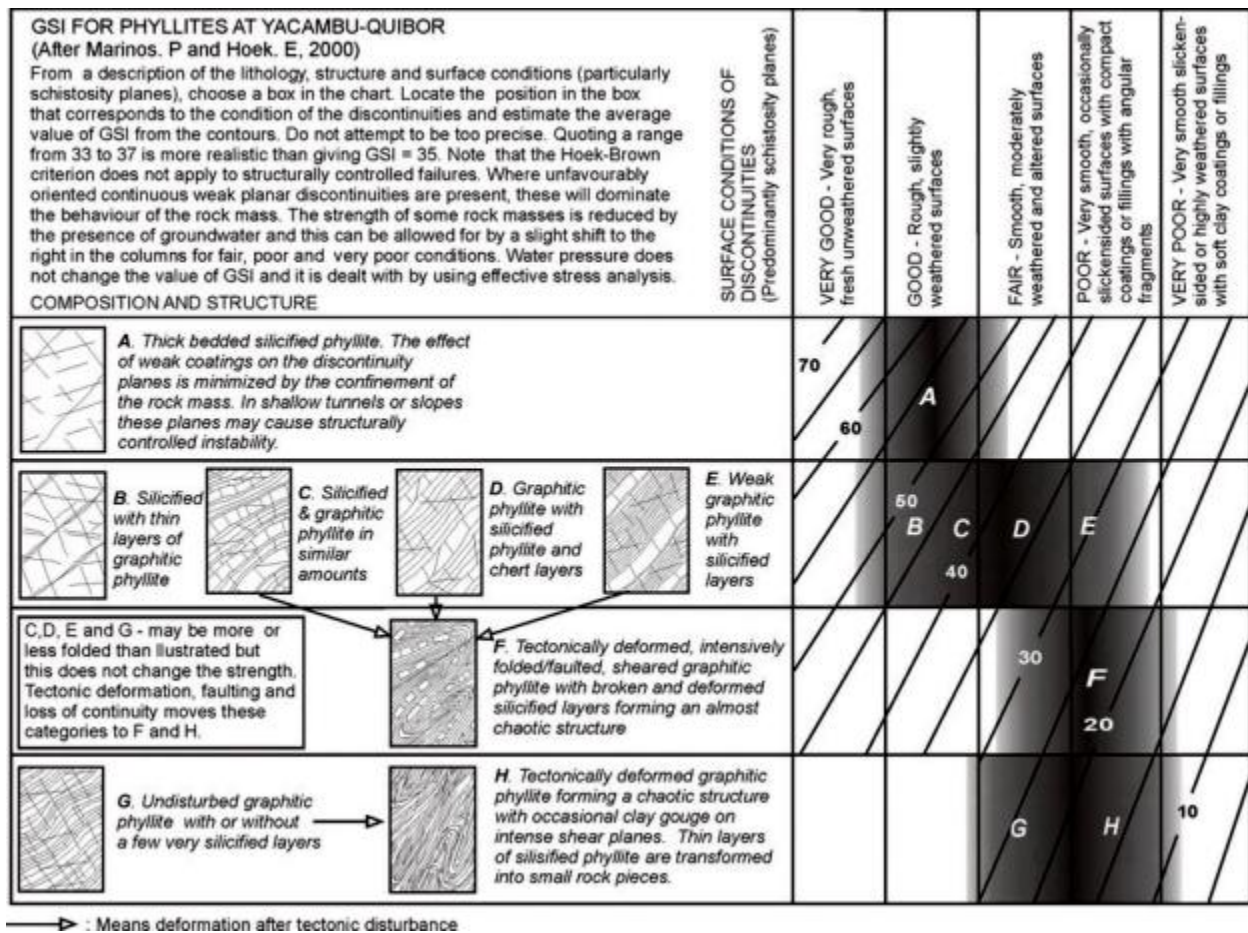 GSI FOR PHYLLITES AT YACAMBU-QUIBOR
(After Marinos. P and Hoek. E, 2000)
From a description of the lithology, structure and surface conditions (particularly
schistosity planes), choose a box in the chart. Locate the position in the box
that corresponds to the condition of the discontinuities and estimate the average
value of GSI from the contours. Do not attempt to be too precise. Quoting a range
from 33 to 37 is more realistic than giving GSI = 35. Note that the Hoek-Brown
criterion does not apply to structurally controlled failures. Where unfavourably
oriented continuous weak planar discontinuities are present, these will dominate
the behaviour of the rock mass. The strength of some rock masses is reduced by
the presence of groundwater and this can be allowed for by a slight shift to the
right in the columns for fair, poor and very poor conditions. Water pressure does
not change the value of GSI and it is dealt with by using effective stress analysis.
COMPOSITION AND STRUCTURE
SURFACE CONDITIONS OF
DISCONTINUITIES
(Predominantly schistosity planes)
VERY GOOD - Very rough,
fresh unweathered surfaces
GOOD - Rough, slightly
weathered surfaces
FAIR - Smooth, moderately
weathered and altered surfaces
POOR - Very smooth, occasionally
slickensided surfaces with compact
coatings or fillings with angular
fragments
VERY POOR - Very smooth slicken-
sided or highly weathered surfaces
with soft clay coatings or fillings
A. Thick bedded silicified phyllite. The effect
of weak coatings on the discontinuity
planes is minimized by the confinement of
the rock mass. In shallow tunnels or slopes
these planes may cause structurally
controlled instability.
70
60
A
B. Silicified
with thin
layers of
graphitic
phyllite
C. Silicified
& graphitic
phyllite in
similar
amounts
D. Graphitic
phyllite with
silicified
phyllite and
chert layers
E. Weak
graphitic
phyllite
with
silicified
layers
50
B
C
D
E
40
C,D, E and G - may be more or
less folded than llustrated but
this does not change the strength.
Tectonic deformation, faulting and
loss of continuity moves these
categories to F and H.
F. Tectonically deformed, intensively
folded/faulted, sheared graphitic
phyllite with broken and deformed
silicified layers forming an almost
chaotic structure
30
F
20
G. Undisturbed graphitic
phyllite with or without
a few very silicified layers
H. Tectonically deformed graphitic
phyllite forming a chaotic structure
with occasional clay gouge on
intense shear planes. Thin layers
of silisified phyllite are transformed
into small rock pieces.
G
H
10
: Means deformation after tectonic disturbance